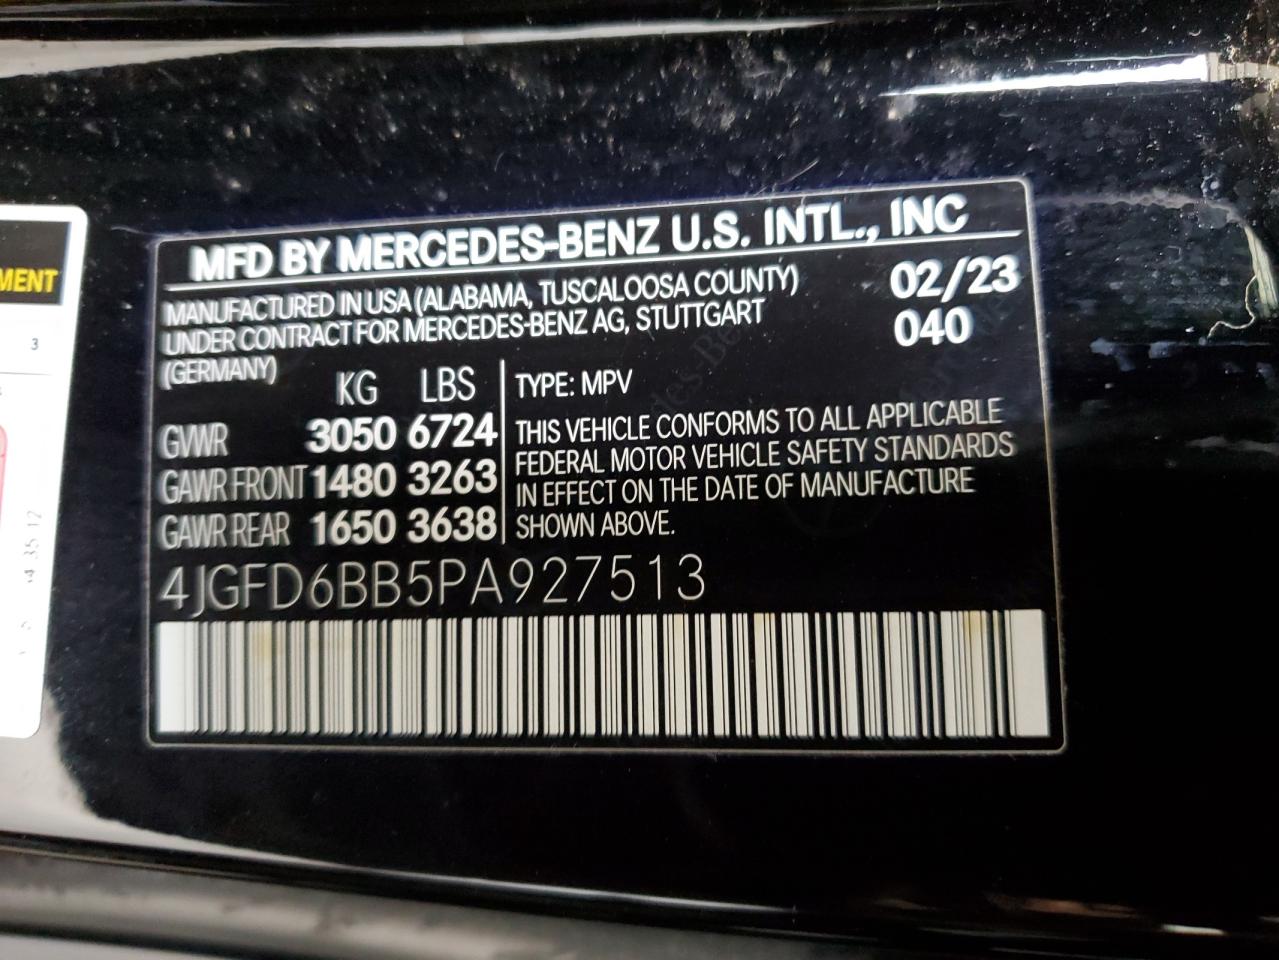 MFD BY MERCEDES-BENZ U.S. INTL., INC
MANUFACTURED IN USA (ALABAMA, TUSCALOOSA COUNTY) 02/23
UNDER CONTRACT FOR MERCEDES-BENZ AG, STUTTGART 040
(GERMANY)
KG LBS
GVWR 3050 6724
GAWR FRONT 1480 3263
GAWR REAR 1650 3638
TYPE: MPV
THIS VEHICLE CONFORMS TO ALL APPLICABLE
FEDERAL MOTOR VEHICLE SAFETY STANDARDS
IN EFFECT ON THE DATE OF MANUFACTURE
SHOWN ABOVE.
4JGFD6BB5PA927513
MENT
3